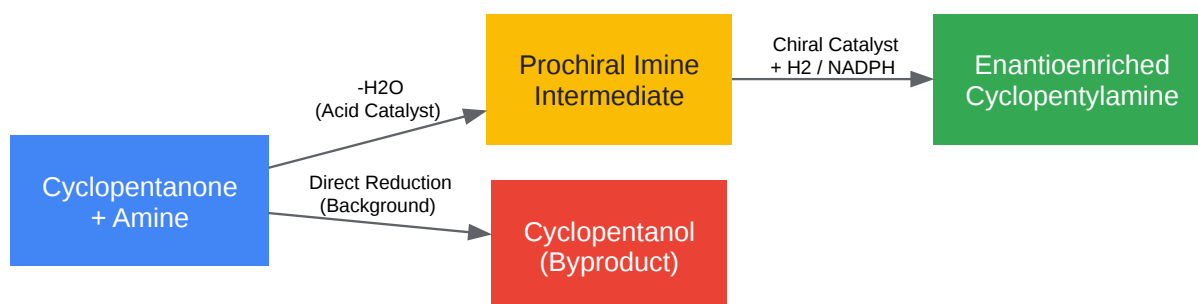 Cyclopentanone
+ Amine
-H2O
(Acid Catalyst)
Direct Reduction
(Background)
Prochiral Imine
Intermediate
Cyclopentanol
(Byproduct)
Chiral Catalyst
+ H2 / NADPH
Enantioenriched
Cyclopentylamine